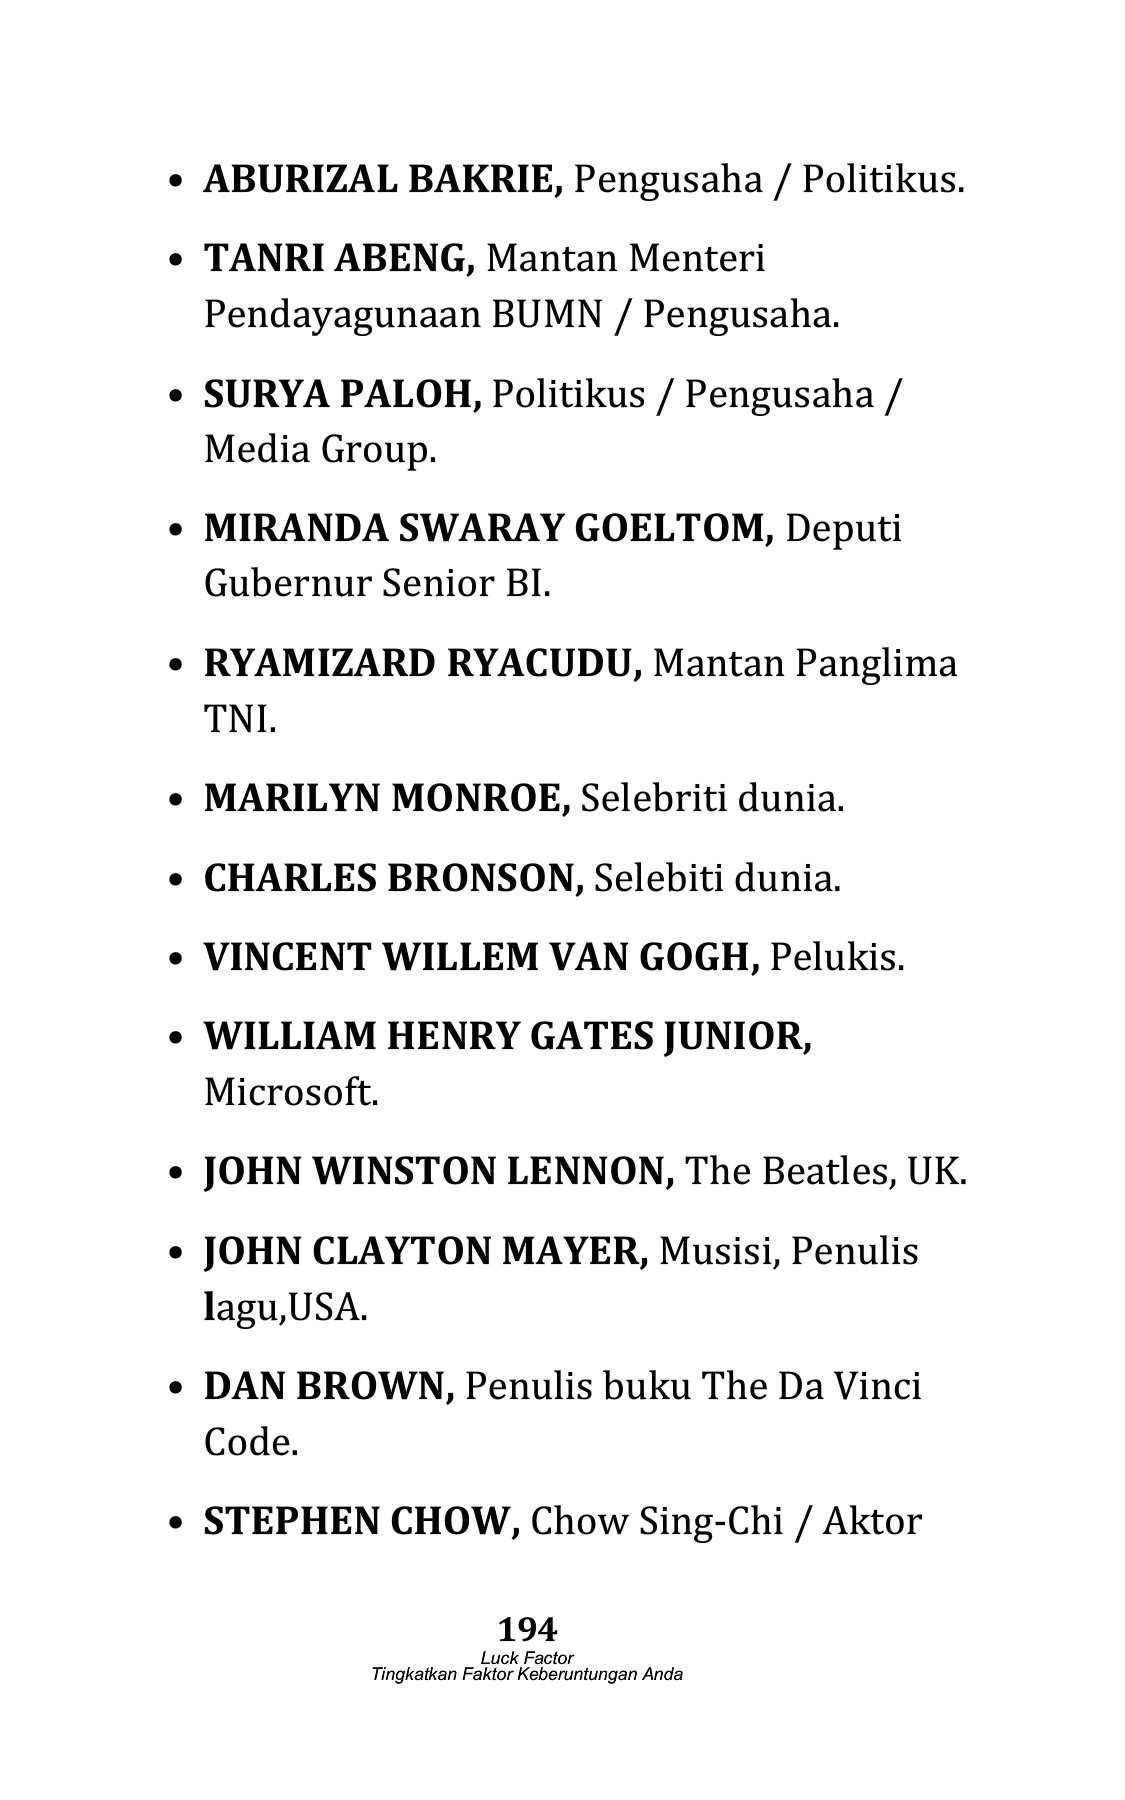 • ABURIZAL BAKRIE, Pengusaha / Politikus.
• TANRI ABENG, Mantan Menteri
Pendayagunaan BUMN / Pengusaha.
• SURYA PALOH, Politikus / Pengusaha /
Media Group.
• MIRANDA SWARAY GOELTOM, Deputi
Gubernur Senior BI.
• RYAMIZARD RYACUDU, Mantan Panglima
TNI.
• MARILYN MONROE, Selebriti dunia.
• CHARLES BRONSON, Selebiti dunia.
• VINCENT WILLEM VAN GOGH, Pelukis.
• WILLIAM HENRY GATES JUNIOR,
Microsoft.
• JOHN WINSTON LENNON, The Beatles, UK.
• JOHN CLAYTON MAYER, Musisi, Penulis
lagu,USA.
• DAN BROWN, Penulis buku The Da Vinci
Code.
• STEPHEN CHOW, Chow Sing-Chi / Aktor
194
Luck Factor
Tingkatkan Faktor Keberuntungan Anda